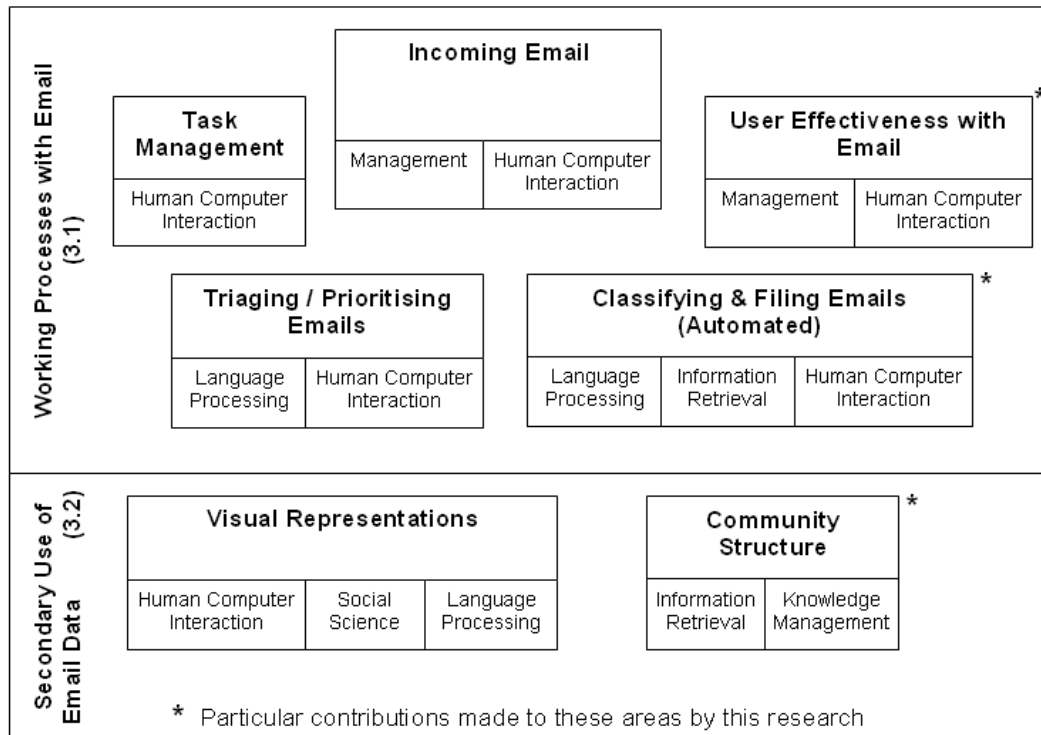 Working Processes with Email
(3.1)
Incoming Email
Management
Human Computer
Interaction
Task
Management
Human Computer
Interaction
*
User Effectiveness with
Email
Management
Human Computer
Interaction
Triaging / Prioritising
Emails
Language
Processing
Human Computer
Interaction
*
Classifying & Filing Emails
(Automated)
Language
Processing
Information
Retrieval
Human Computer
Interaction
Secondary Use of
Email Data
(3.2)
Visual Representations
Human Computer
Interaction
Social
Science
Language
Processing
*
Community
Structure
Information
Retrieval
Knowledge
Management
* Particular contributions made to these areas by this research